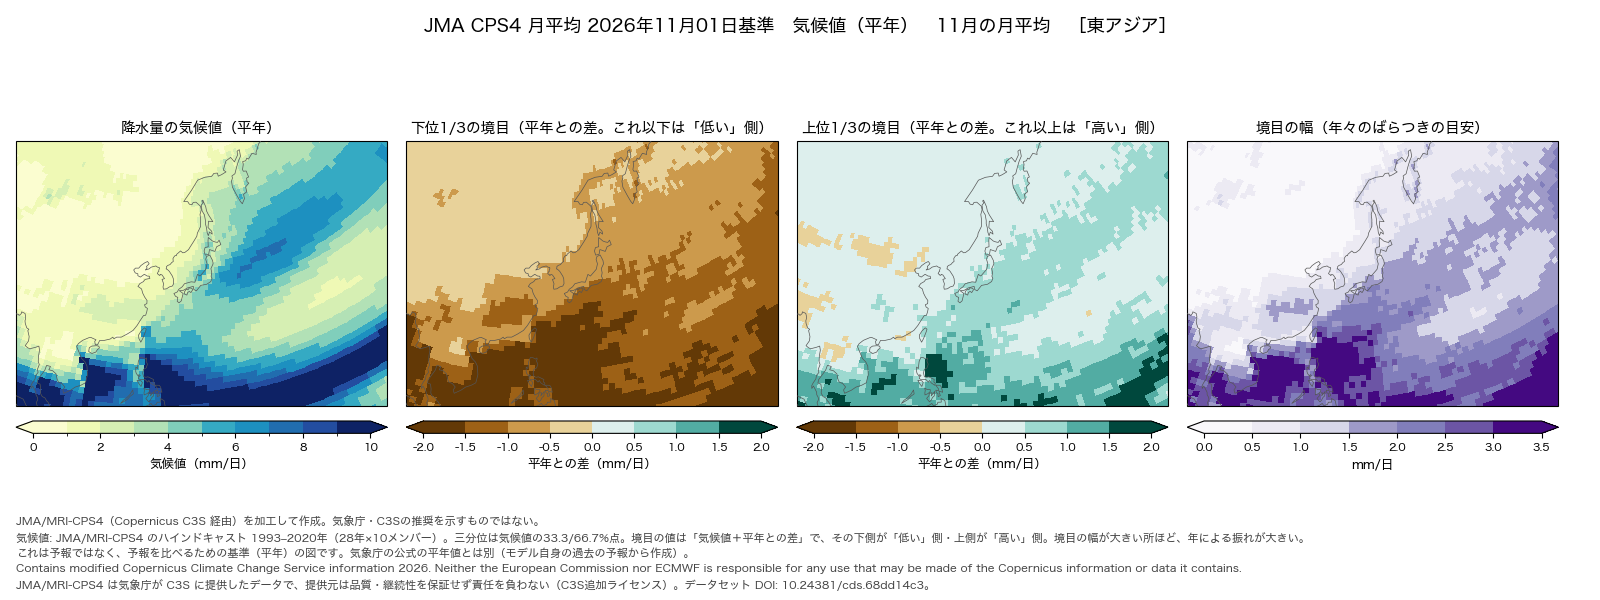 JMA CPS4 月平均 2026年11月01日基準　気候値（平年）　11月の月平均　［東アジア］
降水量の気候値（平年）
下位1/3の境目（平年との差。これ以下は「低い」側）
上位1/3の境目（平年との差。これ以上は「高い」側）
境目の幅（年々のばらつきの目安）
0 2 4 6 8 10
-2.0 -1.5 -1.0 -0.5 0.0 0.5 1.0 1.5 2.0
-2.0 -1.5 -1.0 -0.5 0.0 0.5 1.0 1.5 2.0
0.0 0.5 1.0 1.5 2.0 2.5 3.0 3.5
気候値（mm/日）
平年との差（mm/日）
平年との差（mm/日）
mm/日
JMA/MRI-CPS4（Copernicus C3S 経由）を加工して作成。気象庁・C3Sの推奨を示すものではない。
気候値: JMA/MRI-CPS4 のハインドキャスト 1993–2020年（28年×10メンバー）。三分位は気候値の33.3/66.7%点。境目の値は「気候値＋平年との差」で、その下側が「低い」側・上側が「高い」側。境目の幅が大きい所ほど、年による振れが大きい。
これは予報ではなく、予報を比べるための基準（平年）の図です。気象庁の公式の平年値とは別（モデル自身の過去の予報から作成）。
Contains modified Copernicus Climate Change Service information 2026. Neither the European Commission nor ECMWF is responsible for any use that may be made of the Copernicus information or data it contains.
JMA/MRI-CPS4 は気象庁が C3S に提供したデータで、提供元は品質・継続性を保証せず責任を負わない（C3S追加ライセンス）。データセット DOI: 10.24381/cds.68dd14c3。